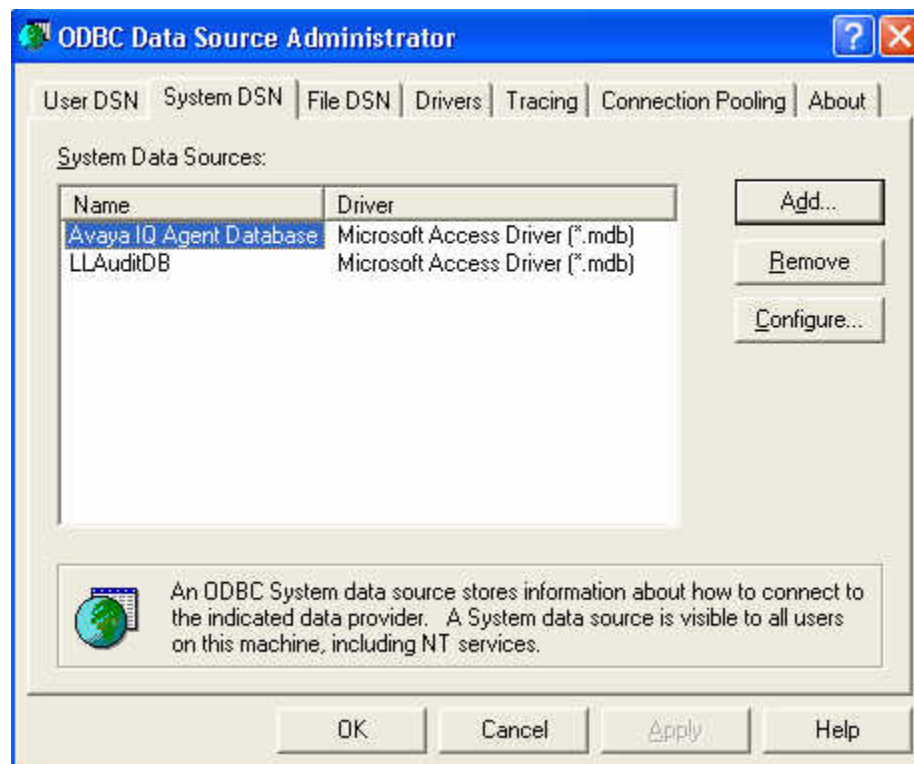 ODBC Data Source Administrator
User DSN System DSN File DSN Drivers Tracing Connection Pooling About
System Data Sources:
Name Driver
Avaya IQ Agent Database Microsoft Access Driver (*.mdb)
LLAuditDB Microsoft Access Driver (*.mdb)
Add...
Remove
Configure...
An ODBC System data source stores information about how to connect to
the indicated data provider. A System data source is visible to all users
on this machine, including NT services.
OK Cancel Apply Help